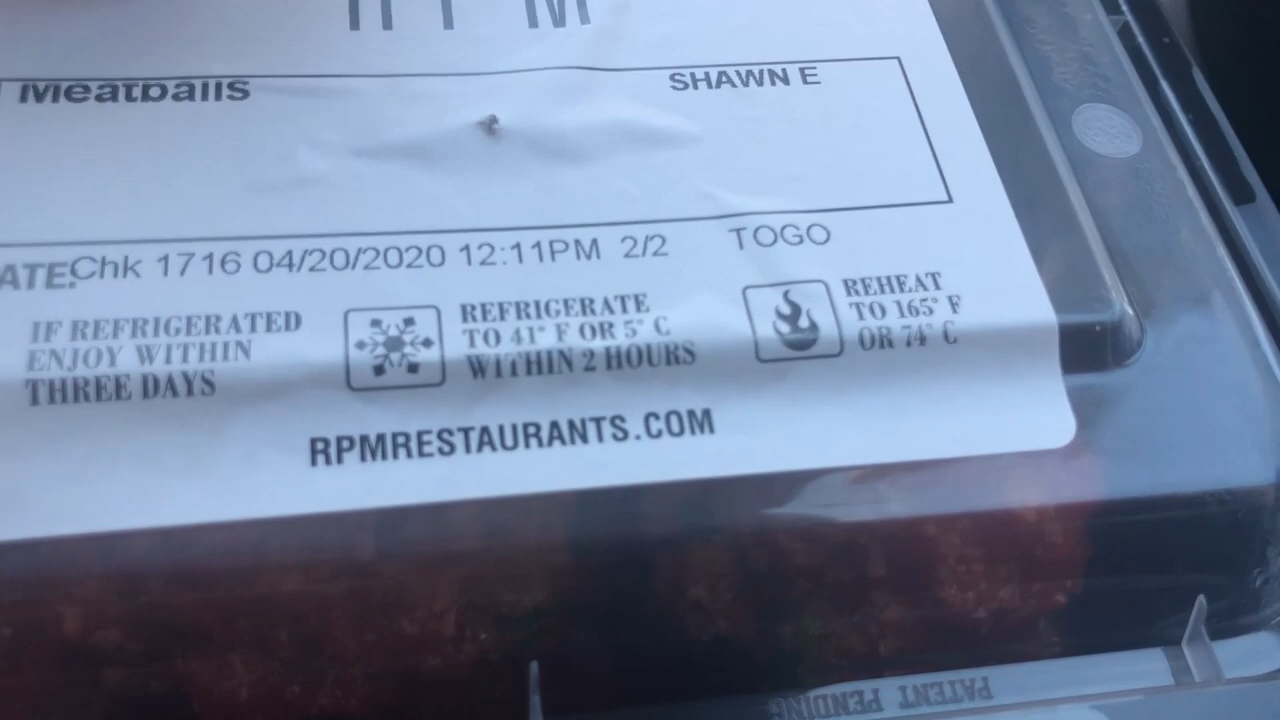 Meatballs SHAWN E
ATE: Chk 1716 04/20/2020 12:11PM 2/2 TOGO
IF REFRIGERATED
ENJOY WITHIN
THREE DAYS
REFRIGERATE
TO 41° F OR 5° C
WITHIN 2 HOURS
REHEAT
TO 165° F
OR 74° C
RPMRESTAURANTS.COM
PATENT PENDING